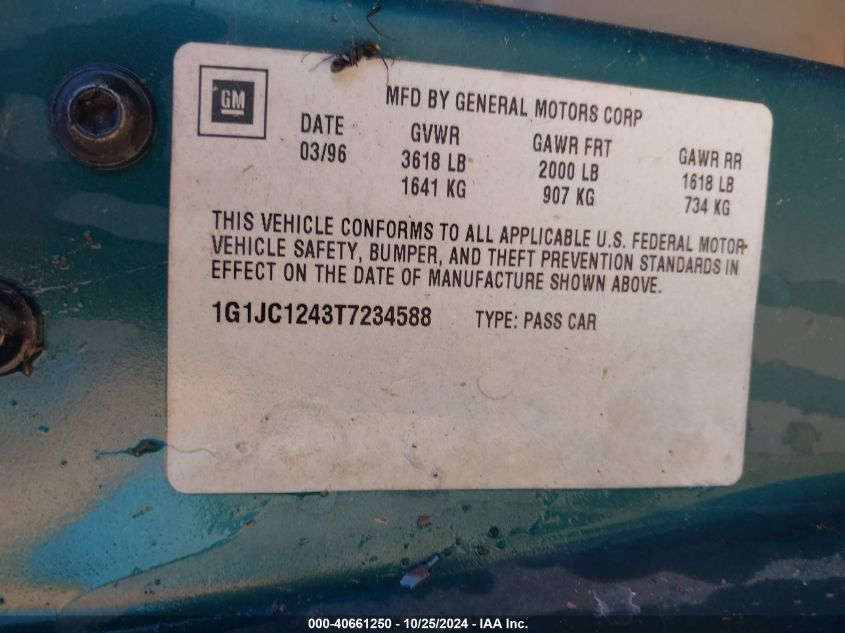 GM
MFD BY GENERAL MOTORS CORP
DATE GVWR GAWR FRT GAWR RR
03/96 3618 LB 2000 LB 1618 LB
1641 KG 907 KG 734 KG
THIS VEHICLE CONFORMS TO ALL APPLICABLE U.S. FEDERAL MOTOR
VEHICLE SAFETY, BUMPER, AND THEFT PREVENTION STANDARDS IN
EFFECT ON THE DATE OF MANUFACTURE SHOWN ABOVE.
1G1JC1243T7234588 TYPE: PASS CAR
000-40661250 - 10/25/2024 - IAA Inc.